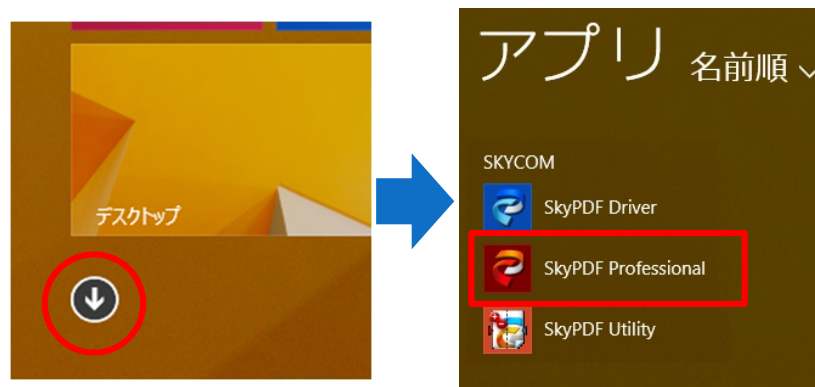 デスクトップ
アプリ 名前順
SKYCOM
SkyPDF Driver
SkyPDF Professional
SkyPDF Utility